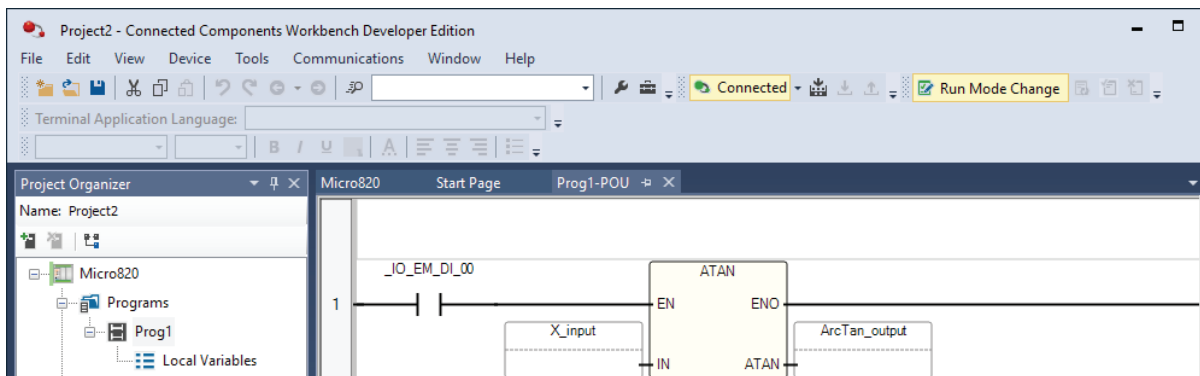 Project2 - Connected Components Workbench Developer Edition
File Edit View Device Tools Communications Window Help
Connected Run Mode Change
Terminal Application Language:
B I U A
Project Organizer
Micro820 Start Page Prog1-POU
Name: Project2
Micro820
Programs
Prog1
Local Variables
_IO_EM_DI_00 ATAN
1 EN ENO
X_input ArcTan_output
IN ATAN